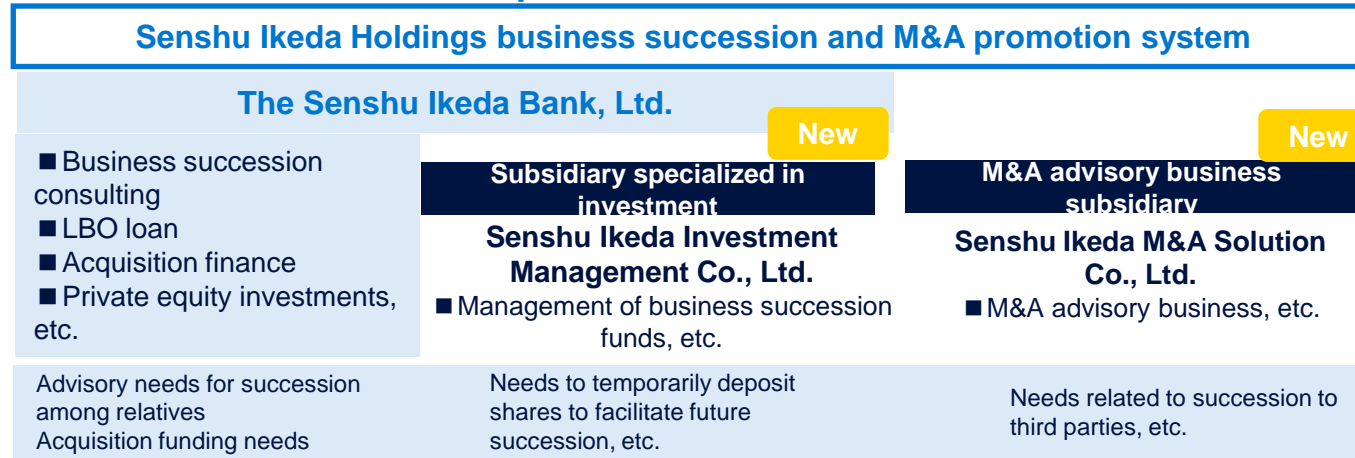 Senshu Ikeda Holdings business succession and M&A promotion system
The Senshu Ikeda Bank, Ltd.
■ Business succession
consulting
■ LBO loan
■ Acquisition finance
■ Private equity investments,
etc.
Advisory needs for succession
among relatives
Acquisition funding needs
New
Subsidiary specialized in
investment
Senshu Ikeda Investment
Management Co., Ltd.
■ Management of business succession
funds, etc.
Needs to temporarily deposit
shares to facilitate future
succession, etc.
New
M&A advisory business
subsidiary
Senshu Ikeda M&A Solution
Co., Ltd.
■ M&A advisory business, etc.
Needs related to succession to
third parties, etc.